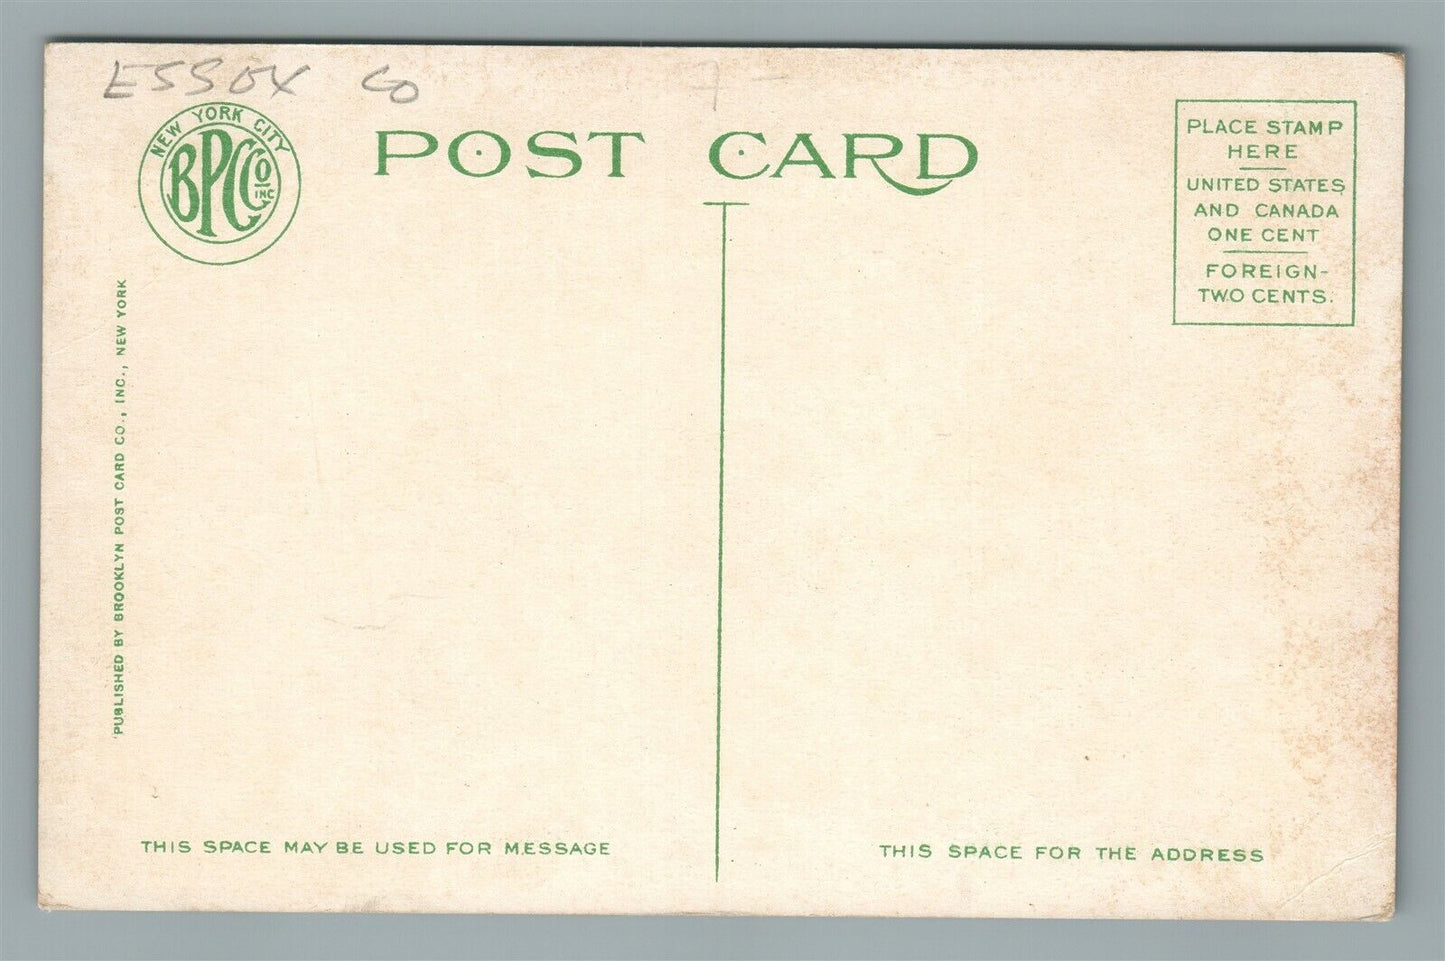 ESSEX CO 7-
NEW YORK CITY
BPCCO INC
POST CARD
PLACE STAMP
HERE
UNITED STATES
AND CANADA
ONE CENT
FOREIGN-
TWO CENTS.
PUBLISHED BY BROOKLYN POST CARD CO., INC., NEW YORK
THIS SPACE MAY BE USED FOR MESSAGE
THIS SPACE FOR THE ADDRESS